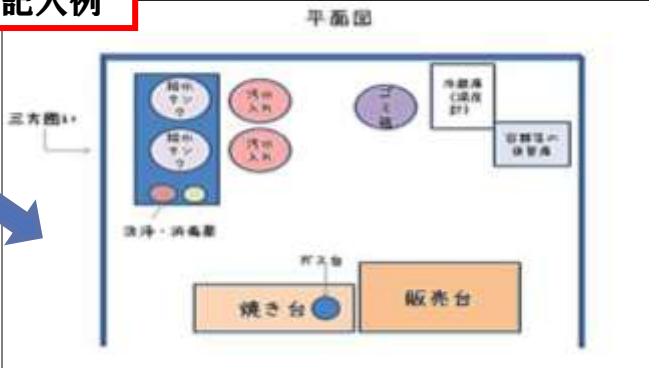 記入例
平面図
三方囲い
給水
タン
ク
汚水
入れ
給水
タン
ク
汚水
入れ
ゴ
ミ
箱
冷蔵庫
(温度
計)
容器等の
保管庫
洗浄・消毒薬
ガス台
焼き台
販売台